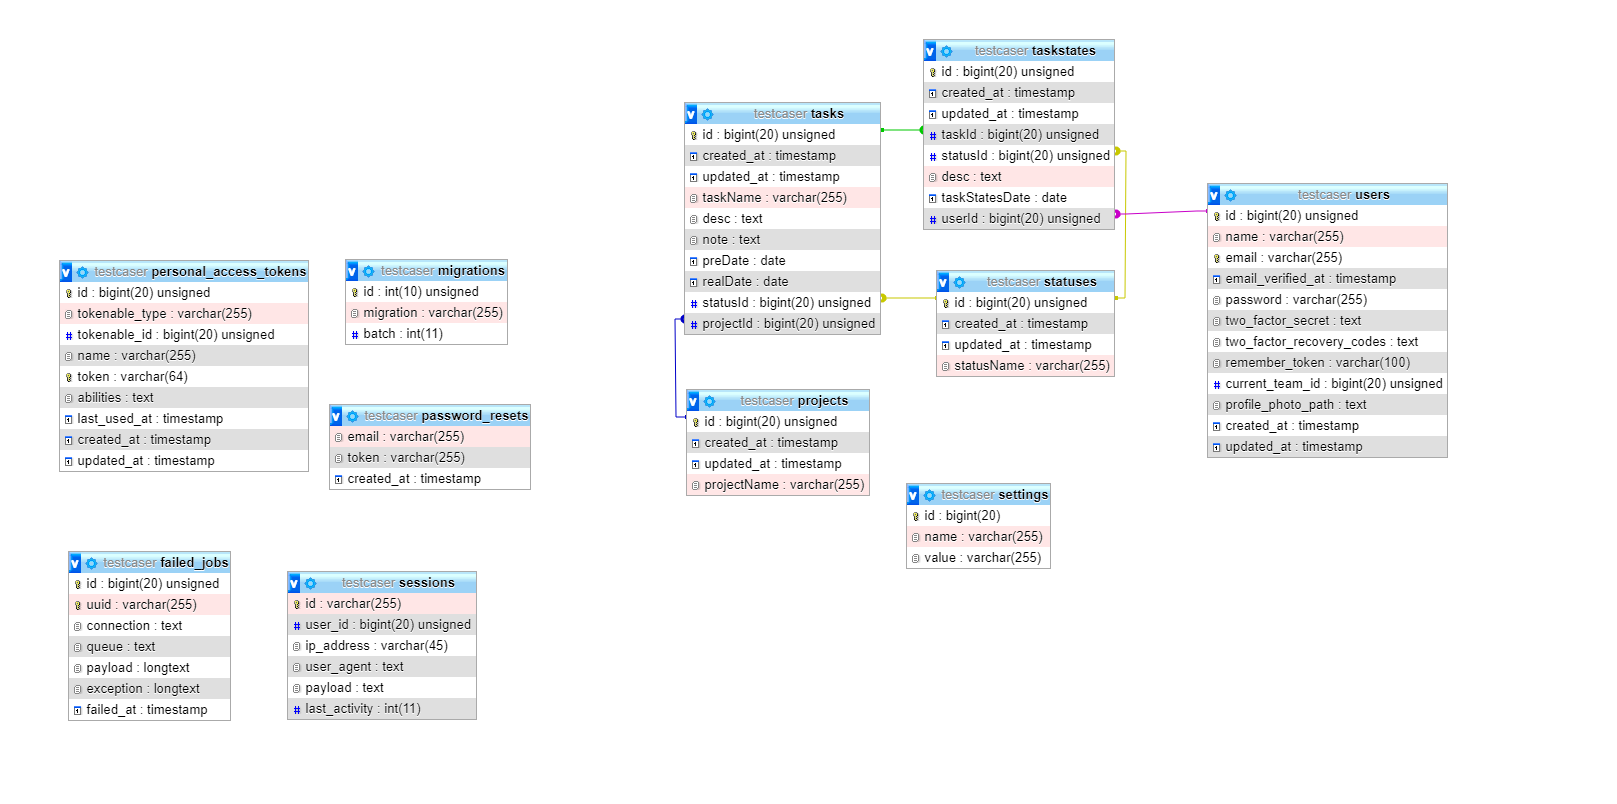 testcaser taskstates
id : bigint(20) unsigned
created_at : timestamp
updated_at : timestamp
taskId : bigint(20) unsigned
statusId : bigint(20) unsigned
desc : text
taskStatesDate : date
userId : bigint(20) unsigned
testcaser tasks
id : bigint(20) unsigned
created_at : timestamp
updated_at : timestamp
taskName : varchar(255)
desc : text
note : text
preDate : date
realDate : date
statusId : bigint(20) unsigned
projectId : bigint(20) unsigned
testcaser users
id : bigint(20) unsigned
name : varchar(255)
email : varchar(255)
email_verified_at : timestamp
password : varchar(255)
two_factor_secret : text
two_factor_recovery_codes : text
remember_token : varchar(100)
current_team_id : bigint(20) unsigned
profile_photo_path : text
created_at : timestamp
updated_at : timestamp
testcaser personal_access_tokens
id : bigint(20) unsigned
tokenable_type : varchar(255)
tokenable_id : bigint(20) unsigned
name : varchar(255)
token : varchar(64)
abilities : text
last_used_at : timestamp
created_at : timestamp
updated_at : timestamp
testcaser migrations
id : int(10) unsigned
migration : varchar(255)
batch : int(11)
testcaser statuses
id : bigint(20) unsigned
created_at : timestamp
updated_at : timestamp
statusName : varchar(255)
testcaser password_resets
email : varchar(255)
token : varchar(255)
created_at : timestamp
testcaser projects
id : bigint(20) unsigned
created_at : timestamp
updated_at : timestamp
projectName : varchar(255)
testcaser settings
id : bigint(20)
name : varchar(255)
value : varchar(255)
testcaser failed_jobs
id : bigint(20) unsigned
uuid : varchar(255)
connection : text
queue : text
payload : longtext
exception : longtext
failed_at : timestamp
testcaser sessions
id : varchar(255)
user_id : bigint(20) unsigned
ip_address : varchar(45)
user_agent : text
payload : text
last_activity : int(11)